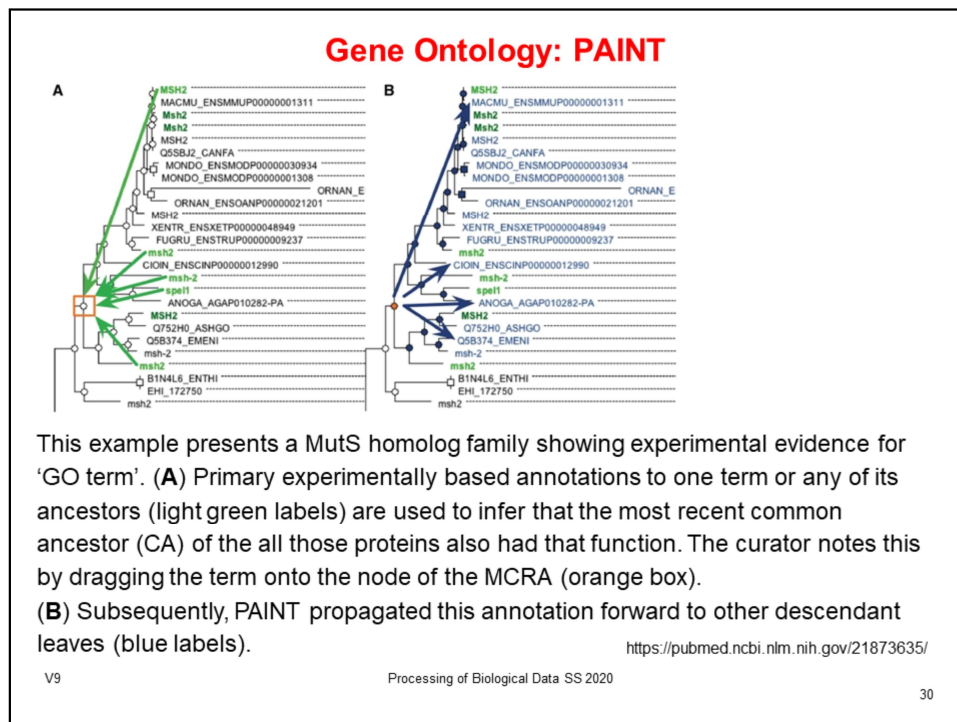 Gene Ontology: PAINT
A
MSH2
MACMU_ENSMMUP00000001311
Msh2
Msh2
MSH2
Q5SBJ2_CANFA
MONDO_ENSMODP00000030934
MONDO_ENSMODP00000001308
ORNAN_E
ORNAN_ENSOANP00000021201
MSH2
XENTR_ENSXETP00000048949
FUGRU_ENSTRUP00000009237
msh2
CIOIN_ENSCINP00000012990
msh-2
spel1
ANOGA_AGAP010282-PA
MSH2
Q752H0_ASHGO
Q5B374_EMENI
msh-2
msh2
B1N4L6_ENTHI
EHI_172750
msh2
B
MSH2
MACMU_ENSMMUP00000001311
Msh2
Msh2
MSH2
Q5SBJ2_CANFA
MONDO_ENSMODP00000030934
MONDO_ENSMODP00000001308
ORNAN_E
ORNAN_ENSOANP00000021201
MSH2
XENTR_ENSXETP00000048949
FUGRU_ENSTRUP00000009237
msh2
CIOIN_ENSCINP00000012990
msh-2
spel1
ANOGA_AGAP010282-PA
MSH2
Q752H0_ASHGO
Q5B374_EMENI
msh-2
msh2
B1N4L6_ENTHI
EHI_172750
msh2
This example presents a MutS homolog family showing experimental evidence for
‘GO term’. (A) Primary experimentally based annotations to one term or any of its
ancestors (light green labels) are used to infer that the most recent common
ancestor (CA) of the all those proteins also had that function. The curator notes this
by dragging the term onto the node of the MCRA (orange box).
(B) Subsequently, PAINT propagated this annotation forward to other descendant
leaves (blue labels).
https://pubmed.ncbi.nlm.nih.gov/21873635/
V9
Processing of Biological Data SS 2020
30